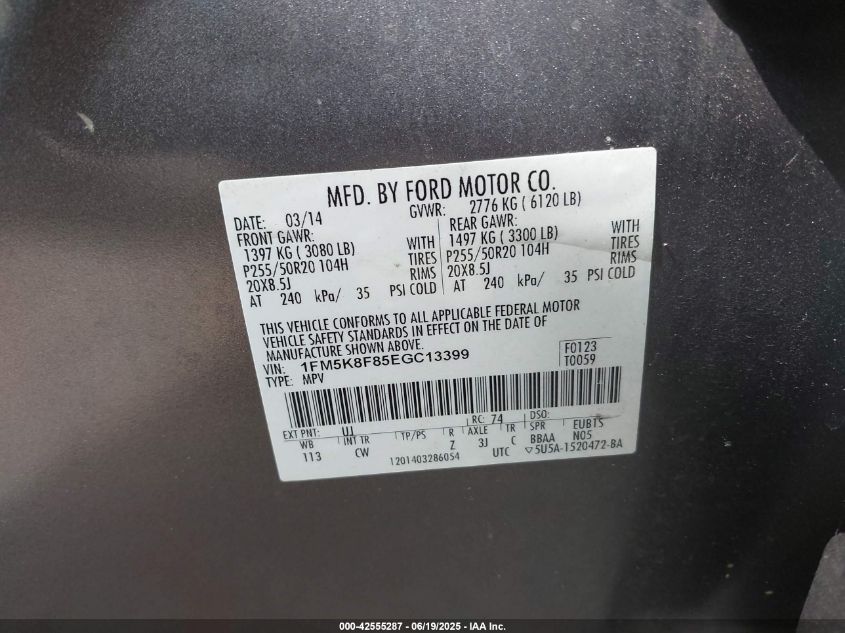 MFD. BY FORD MOTOR CO.
DATE: 03/14 GVWR: 2776 KG ( 6120 LB)
FRONT GAWR: REAR GAWR:
1397 KG ( 3080 LB) WITH 1497 KG ( 3300 LB) WITH
P255/50R20 104H TIRES P255/50R20 104H TIRES
20X8.5J RIMS 20X8.5J RIMS
AT 240 kPa/ 35 PSI COLD AT 240 kPa/ 35 PSI COLD
THIS VEHICLE CONFORMS TO ALL APPLICABLE FEDERAL MOTOR
VEHICLE SAFETY STANDARDS IN EFFECT ON THE DATE OF
MANUFACTURE SHOWN ABOVE.
VIN: 1FM5K8F85EGC13399 F0123
TYPE: MPV T0059
EXT PNT: UJ RC: 74 DSO:
WB INT TR TP/PS R AXLE TR SPR EUBTS
113 CW Z 3J C BBAA N05
1201403286054 UTC ▽5U5A-1520472-BA
000-42555287 - 06/19/2025 - IAA Inc.